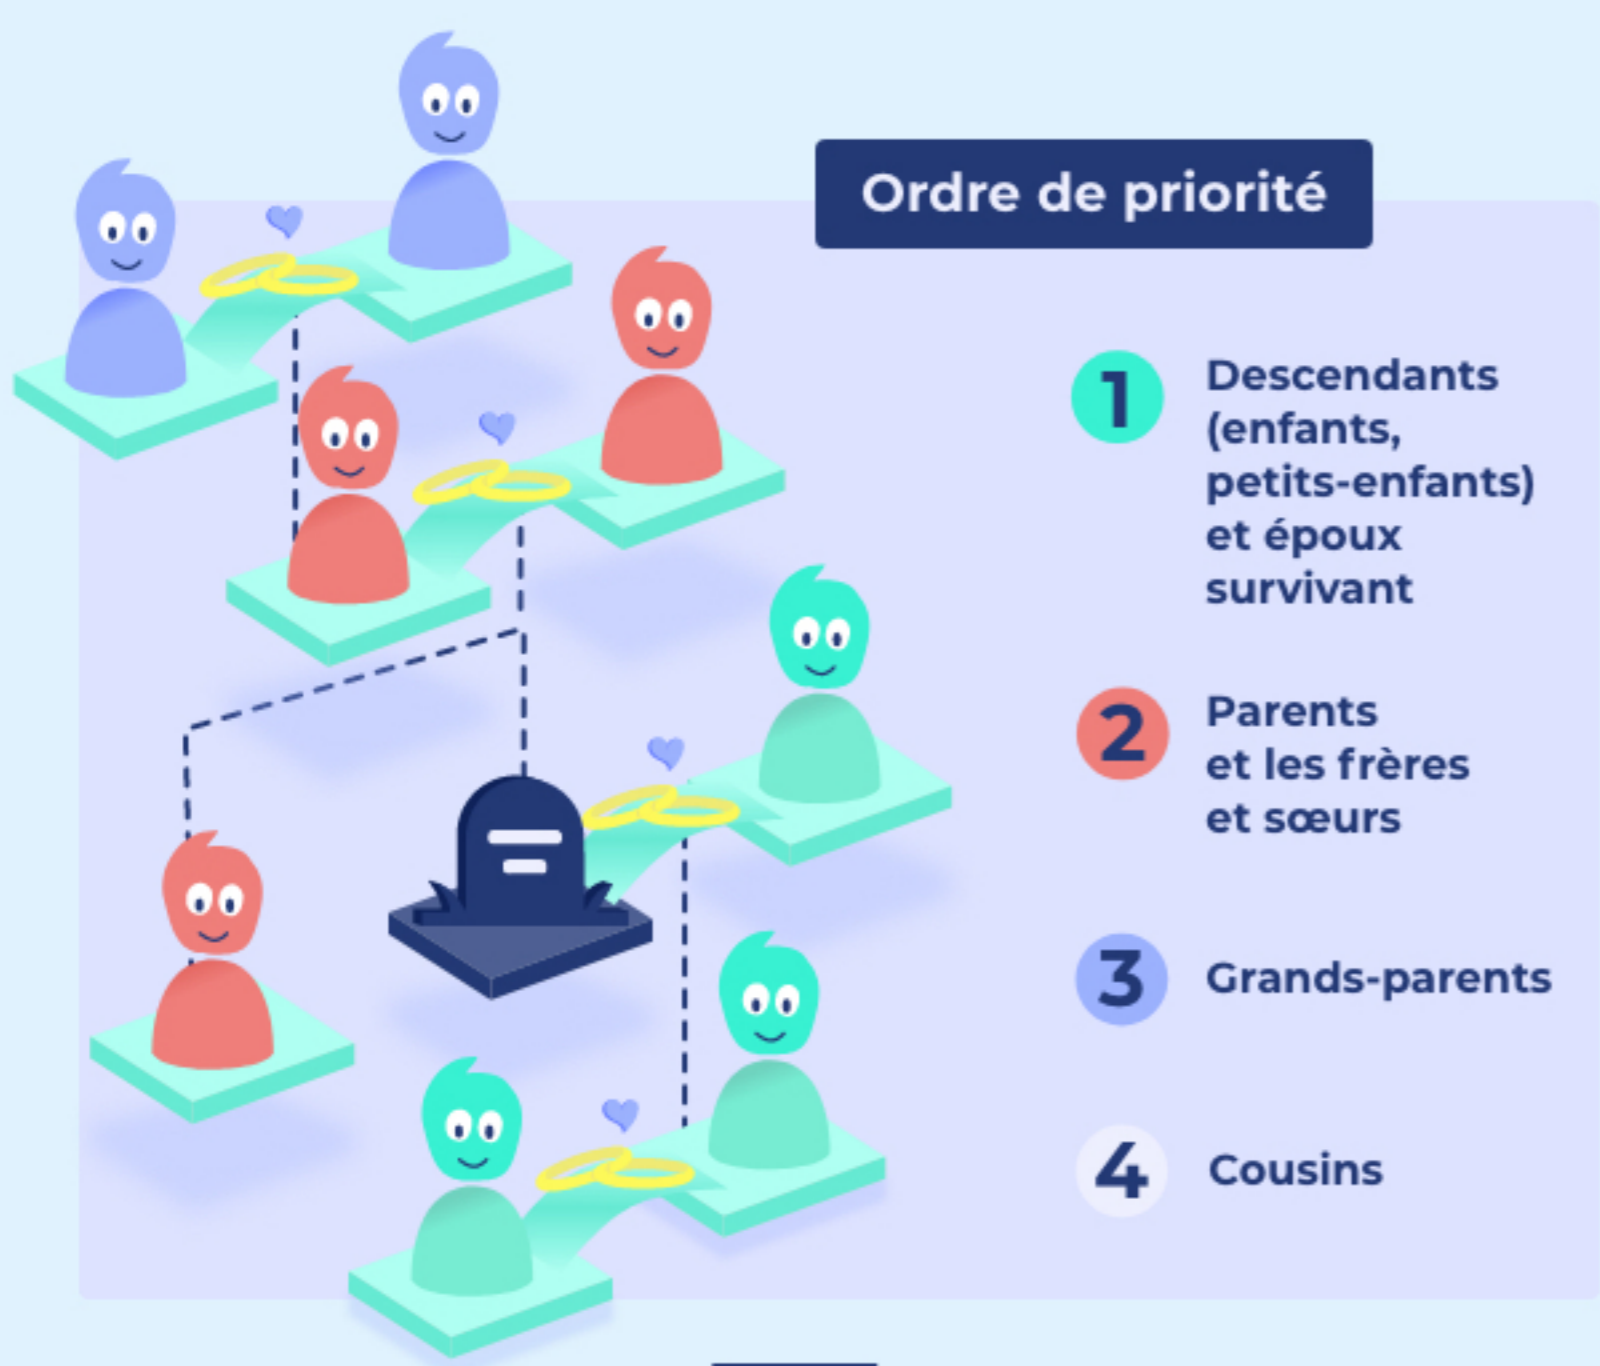 Ordre de priorité
1
Descendants
(enfants,
petits-enfants)
et époux
survivant
2
Parents
et les frères
et sœurs
3
Grands-parents
4
Cousins